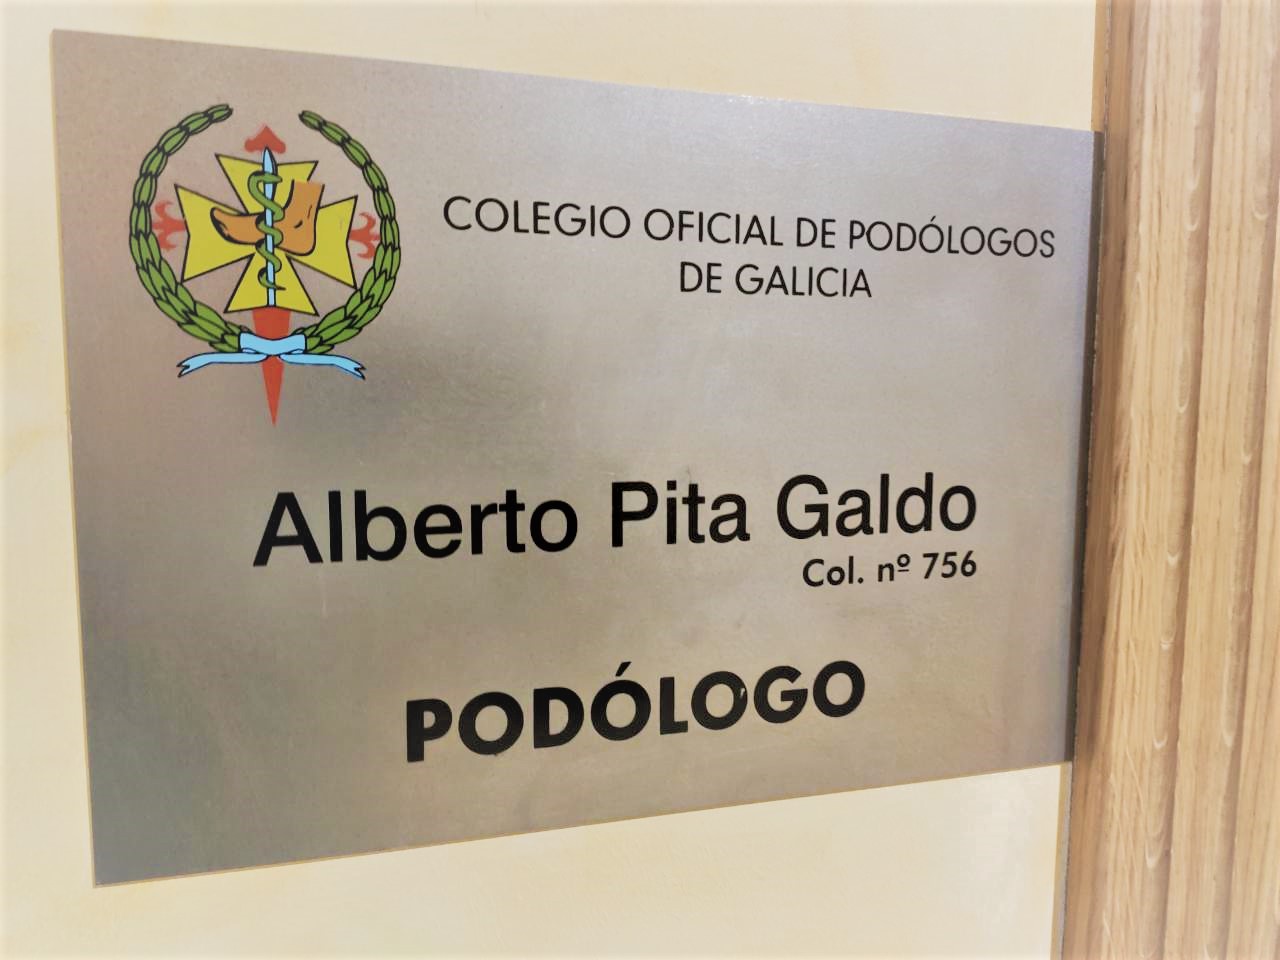 COLEGIO OFICIAL DE PODÓLOGOS
DE GALICIA
Alberto Pita Galdo
Col. nº 756
PODÓLOGO